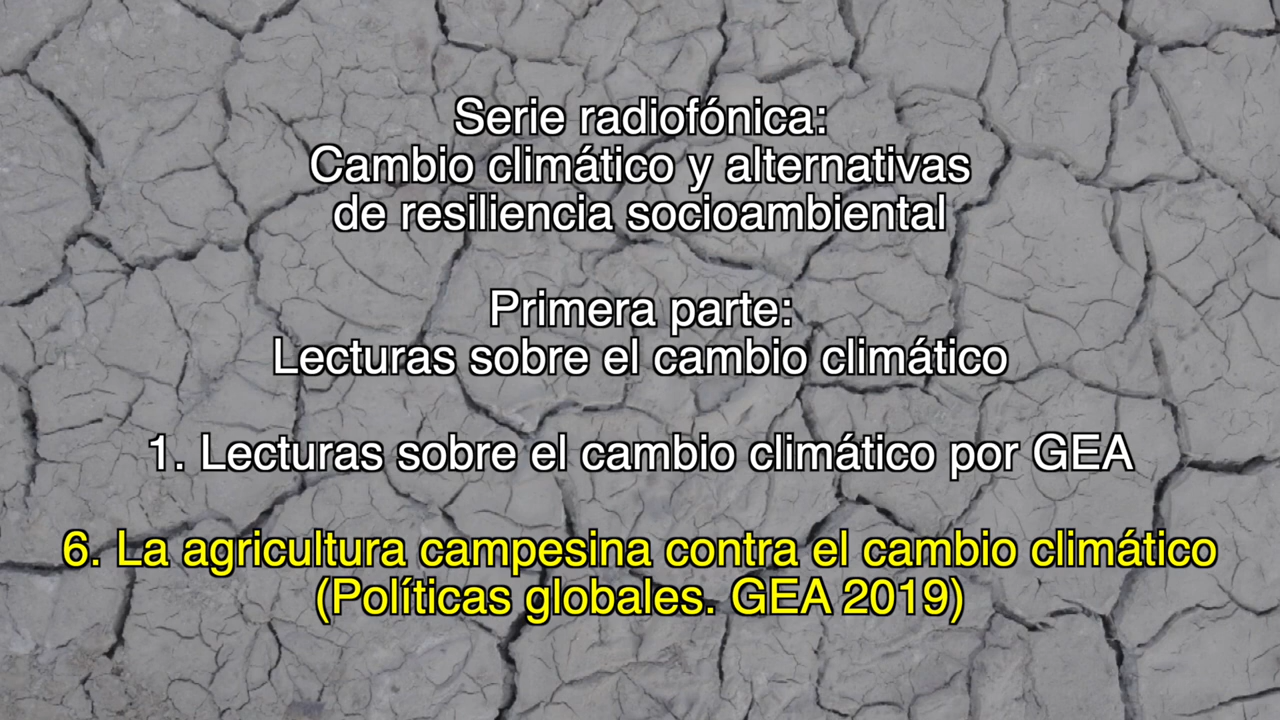 Serie radiofónica:
Cambio climático y alternativas
de resiliencia socioambiental
Primera parte:
Lecturas sobre el cambio climático
1. Lecturas sobre el cambio climático por GEA
6. La agricultura campesina contra el cambio climático
(Políticas globales. GEA 2019)